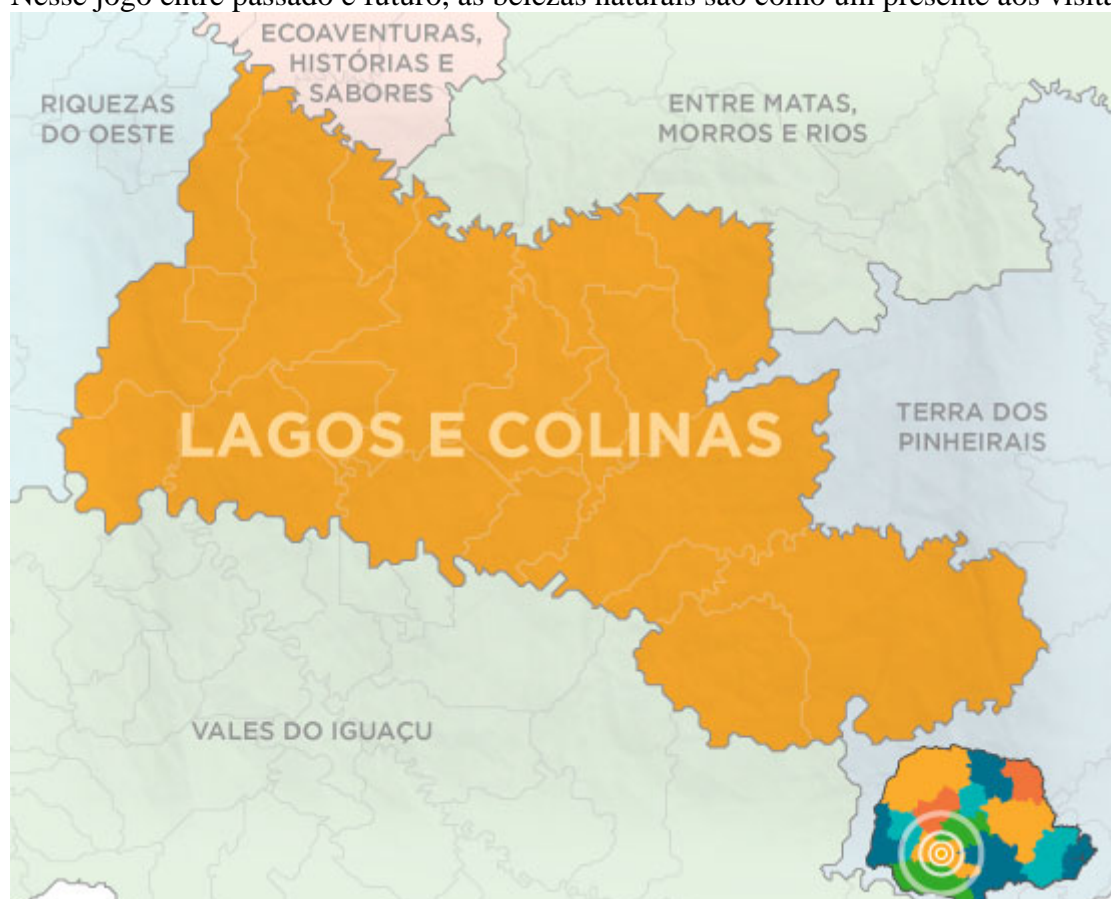 Nesse jogo entre passado e futuro, as belezas naturais são como um presente aos
ECOAVENTURAS,
HISTÓRIAS E
SABORES
RIQUEZAS
DO OESTE
ENTRE MATAS,
MORROS E RIOS
LAGOS E COLINAS
TERRA DOS
PINHEIRAIS
VALES DO IGUAÇU